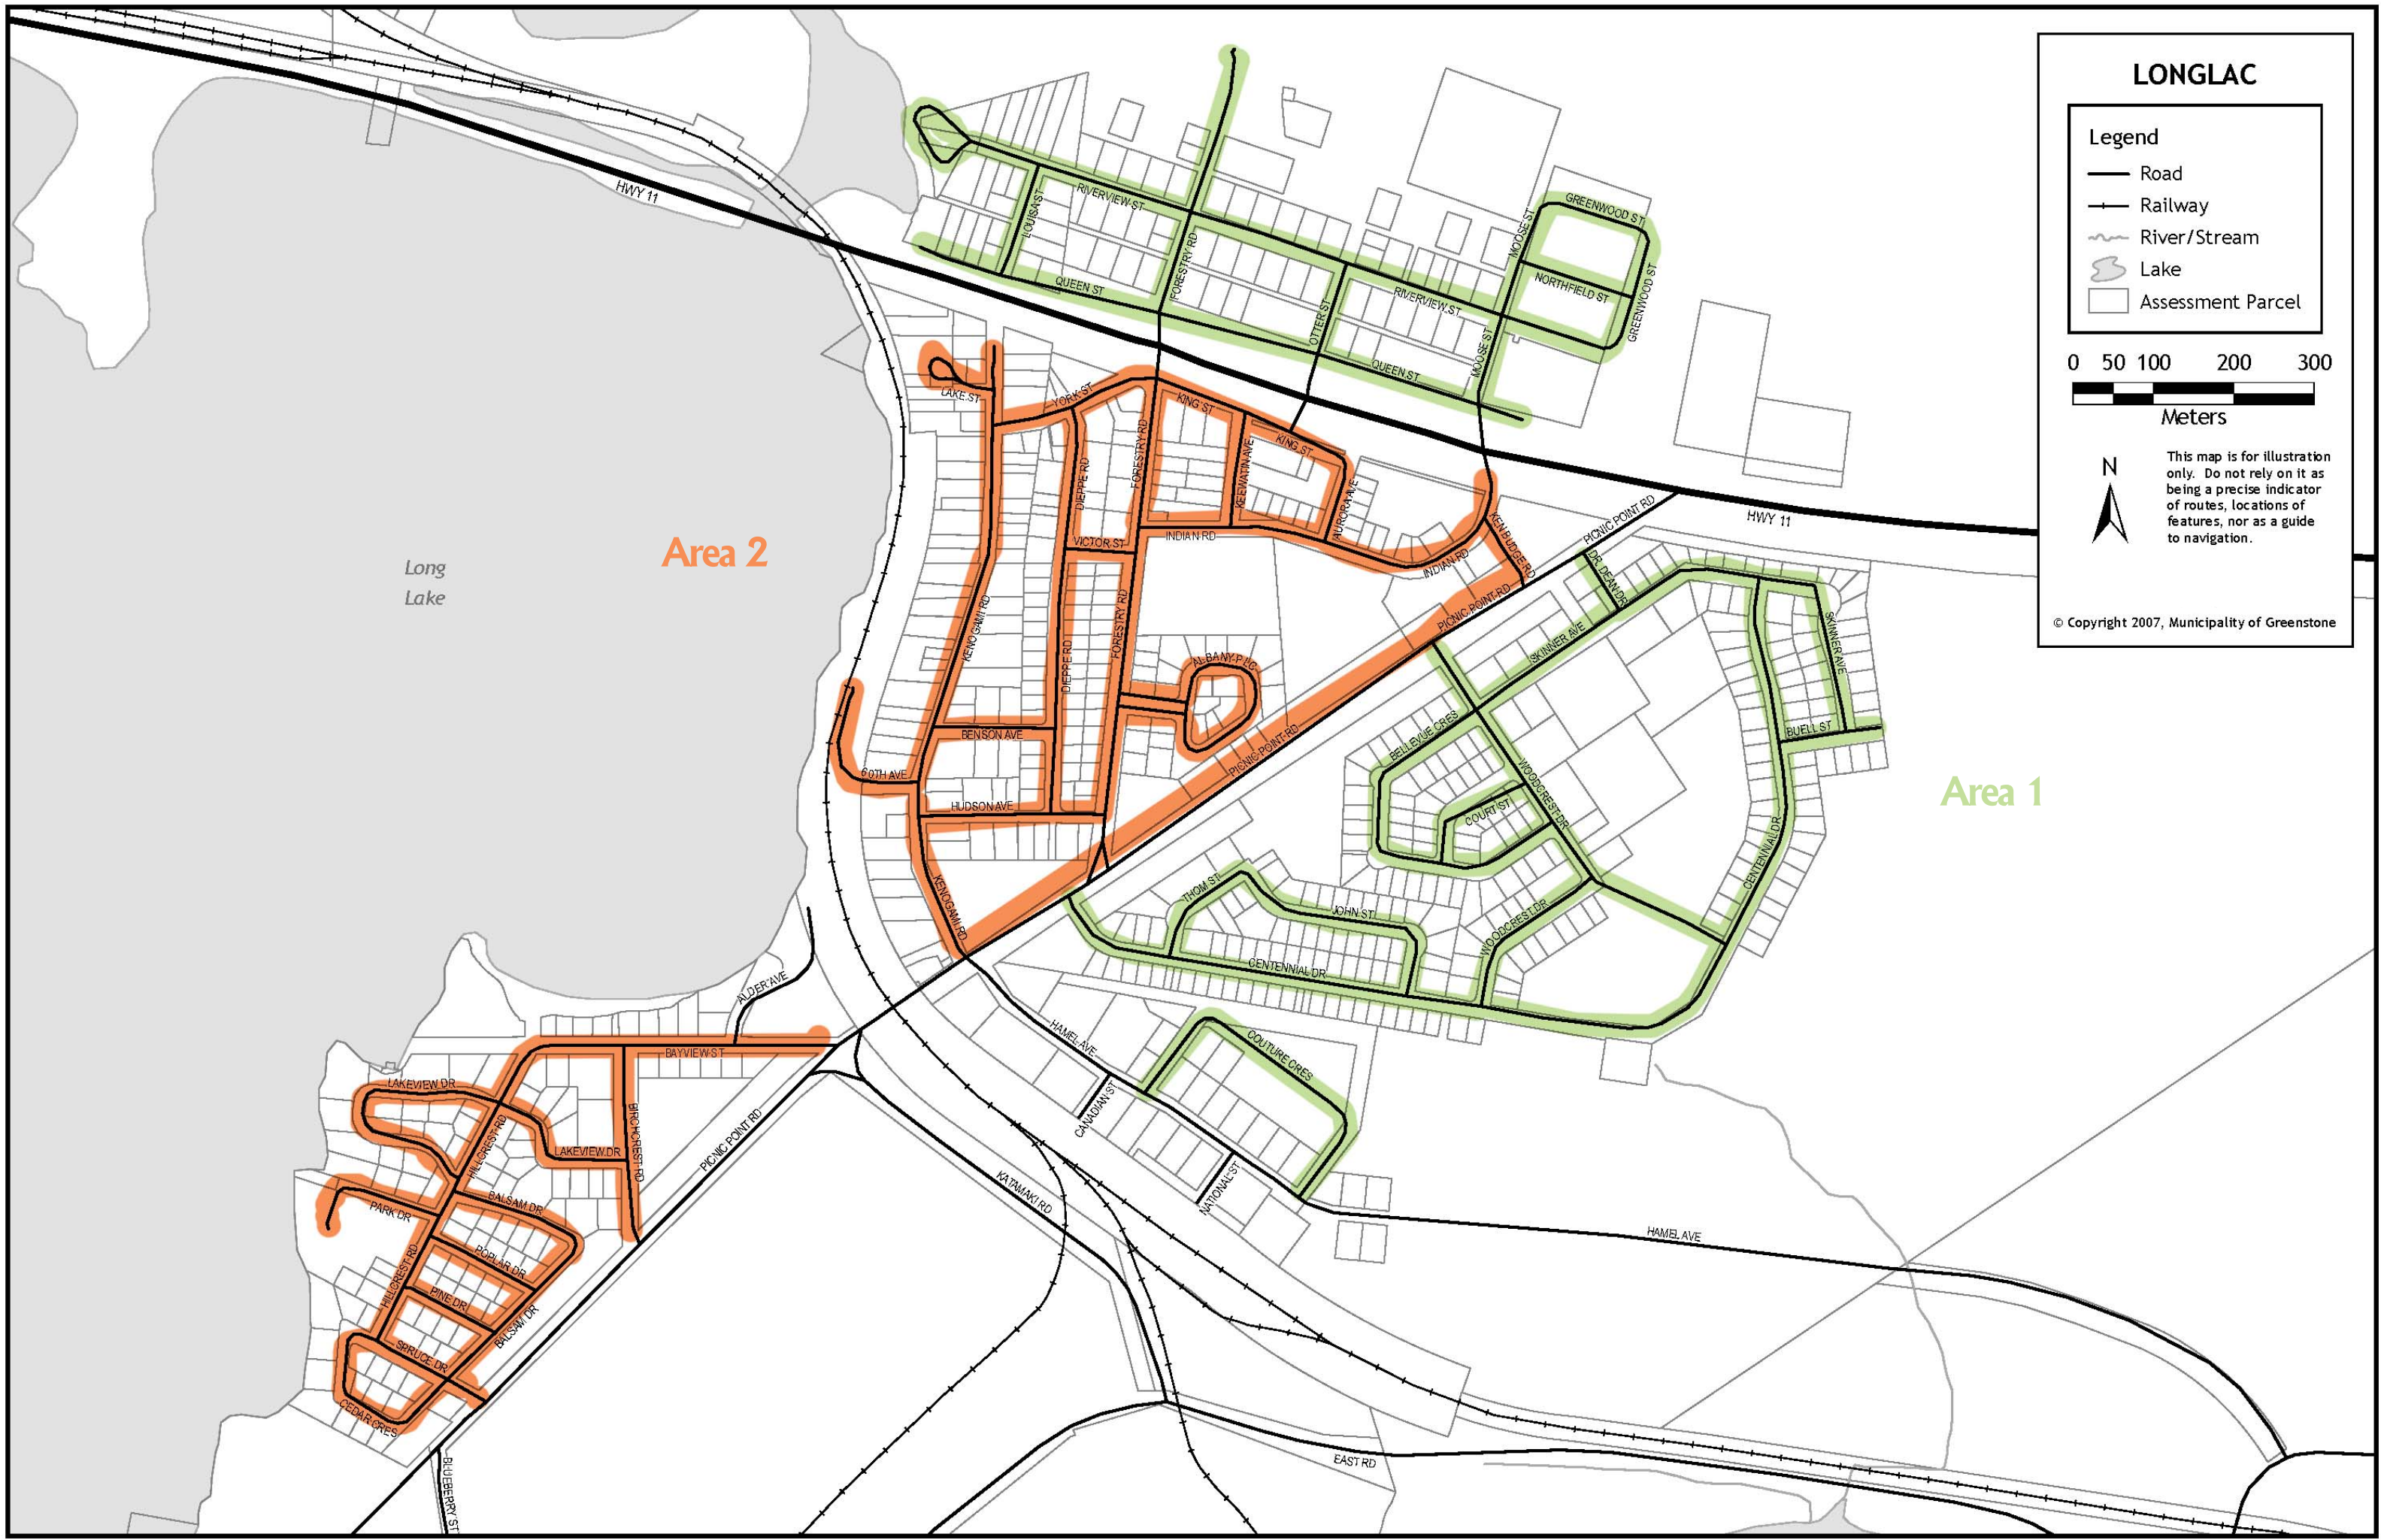 LONGLAC
Legend
Road
Railway
River/Stream
Lake
Assessment Parcel
0 50 100 200 300
Meters
N
This map is for illustration
only. Do not rely on it as
being a precise indicator
of routes, locations of
features, nor as a guide
to navigation.
© Copyright 2007, Municipality of Greenstone
HWY 11
RIVERVIEW ST
LOUISA ST
FORESTRY RD
QUEEN ST
OTTER ST
RIVERVIEW ST
QUEEN ST
MOOSE ST
MOOSE ST
GREENWOOD ST
NORTHFIELD ST
GREENWOOD ST
LAKE ST
YORK ST
KING ST
KING ST
FORESTRY RD
DIEPPE RD
KEEWATIN AVE
AURORA AVE
INDIAN RD
VICTOR ST
INDIAN RD
KEN BUDGE RD
PICNIC POINT RD
HWY 11
Area 2
Long
Lake
KENOGAMI RD
DIEPPE RD
FORESTRY RD
ALBANY PLC
PICNIC POINT RD
DR. DEAN DR
SKINNER AVE
SKINNER AVE
BUELL ST
BENSON AVE
60TH AVE
HUDSON AVE
PICNIC POINT RD
BELLEVUE CRES
WOODCREST DR
COURT ST
CENTENNIAL DR
Area 1
KENOGAMI RD
THOM ST
JOHN ST
WOODCREST DR
CENTENNIAL DR
ALDER AVE
HAMEL AVE
COUTURE CRES
CANADIAN ST
NATIONAL ST
HAMEL AVE
BAYVIEW ST
LAKEVIEW DR
HILLCREST RD
LAKEVIEW DR
BIRCHCREST RD
PICNIC POINT RD
KATAMAKI RD
PARK DR
BALSAM DR
POPLAR DR
HILLCREST RD
PINE DR
BALSAM DR
SPRUCE DR
CEDAR CRES
BLUEBERRY ST
EAST RD